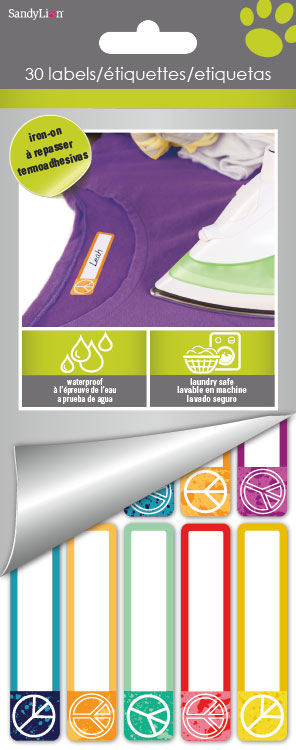 SandyLion
30 labels/étiquettes/etiquetas
iron-on
à repasser
termoadhesivas
Leah
waterproof
à l'épreuve de l'eau
a prueba de agua
laundry safe
lavable en machine
lavado seguro